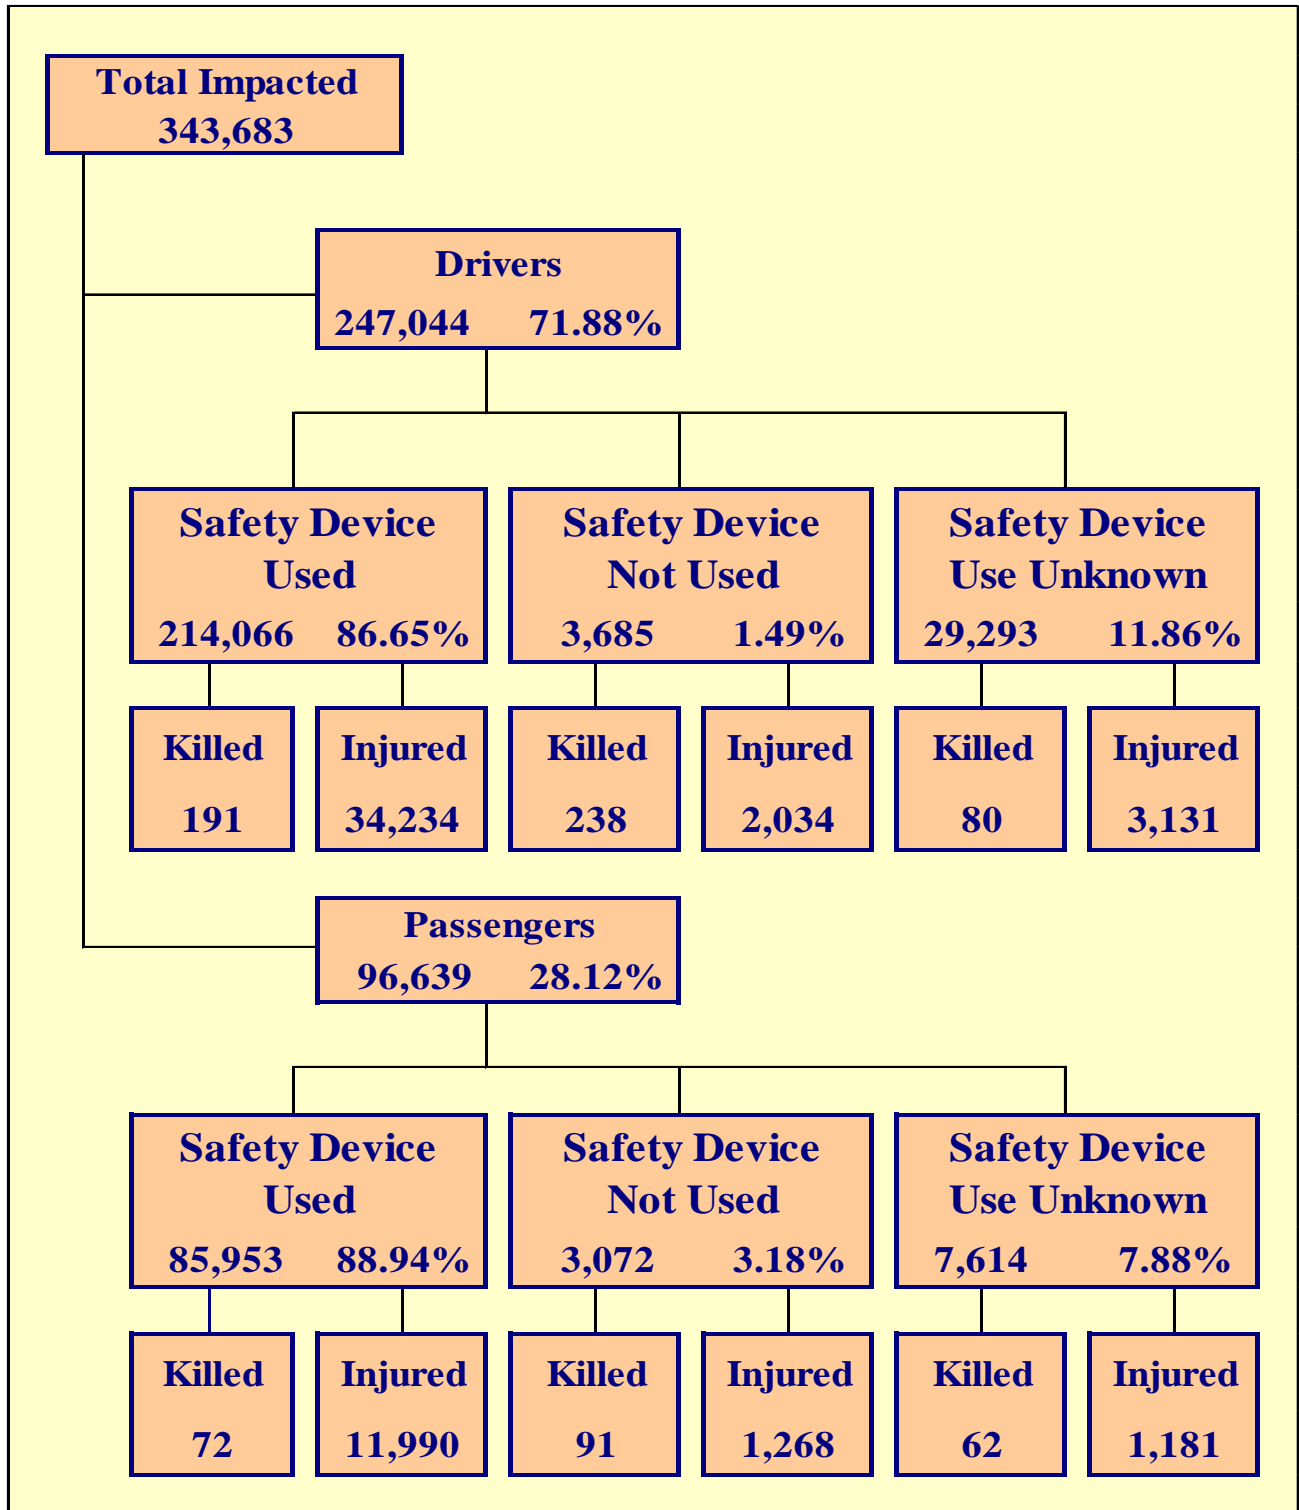 Total Impacted
343,683
Drivers
247,044 71.88%
Safety Device
Used
214,066 86.65%
Safety Device
Not Used
3,685 1.49%
Safety Device
Use Unknown
29,293 11.86%
Killed
191
Injured
34,234
Killed
238
Injured
2,034
Killed
80
Injured
3,131
Passengers
96,639 28.12%
Safety Device
Used
85,953 88.94%
Safety Device
Not Used
3,072 3.18%
Safety Device
Use Unknown
7,614 7.88%
Killed
72
Injured
11,990
Killed
91
Injured
1,268
Killed
62
Injured
1,181